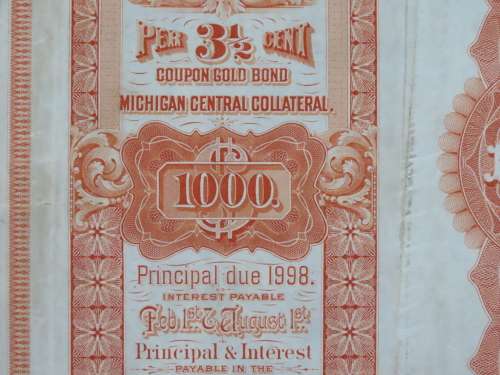 PER 3½ CENT
COUPON GOLD BOND
MICHIGAN CENTRAL COLLATERAL.
$
1000.
Principal due 1998.
INTEREST PAYABLE
Feb 1st & August 1st
Principal & Interest
PAYABLE IN THE